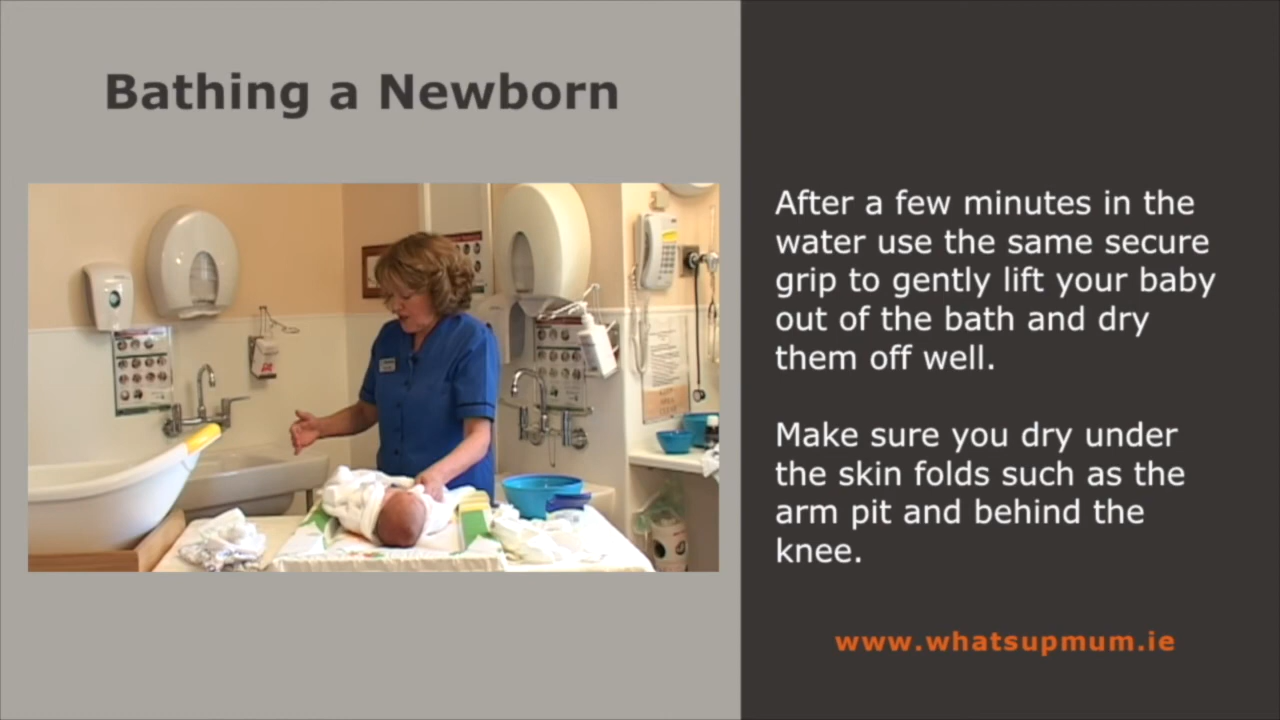 Bathing a Newborn
After a few minutes in the
water use the same secure
grip to gently lift your baby
out of the bath and dry
them off well.
Make sure you dry under
the skin folds such as the
arm pit and behind the
knee.
www.whatsupmum.ie